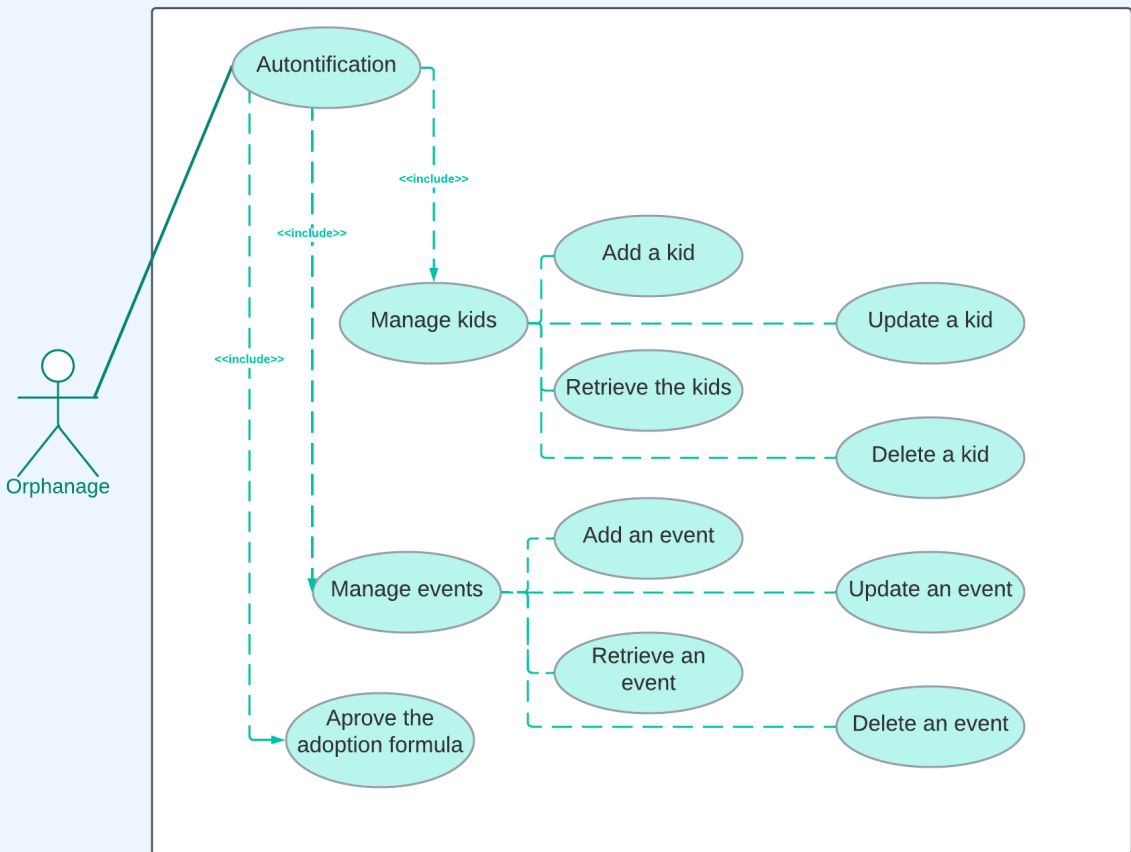 Autontification
<<include>>
<<include>>
Add a kid
Manage kids
Update a kid
<<include>>
Retrieve the kids
Delete a kid
Orphanage
Add an event
Manage events
Update an event
Retrieve an
event
Aprove the
adoption formula
Delete an event